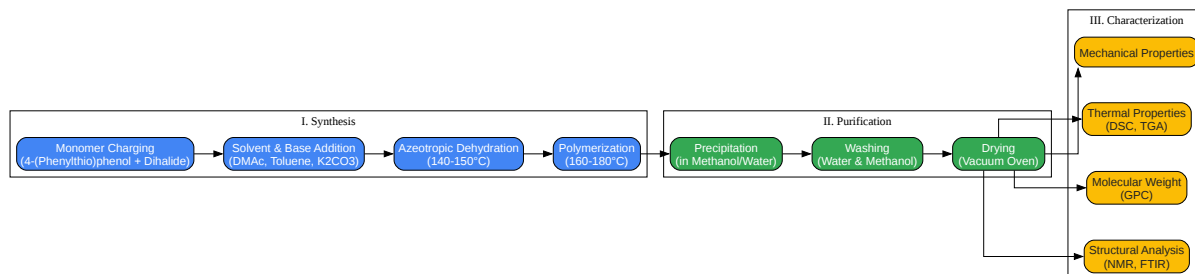 I. Synthesis
Monomer Charging
(4-(Phenylthio)phenol + Dihalide)
Solvent & Base Addition
(DMAc, Toluene, K2CO3)
Azeotropic Dehydration
(140-150°C)
Polymerization
(160-180°C)
II. Purification
Precipitation
(in Methanol/Water)
Washing
(Water & Methanol)
Drying
(Vacuum Oven)
III. Characterization
Mechanical Properties
Thermal Properties
(DSC, TGA)
Molecular Weight
(GPC)
Structural Analysis
(NMR, FTIR)